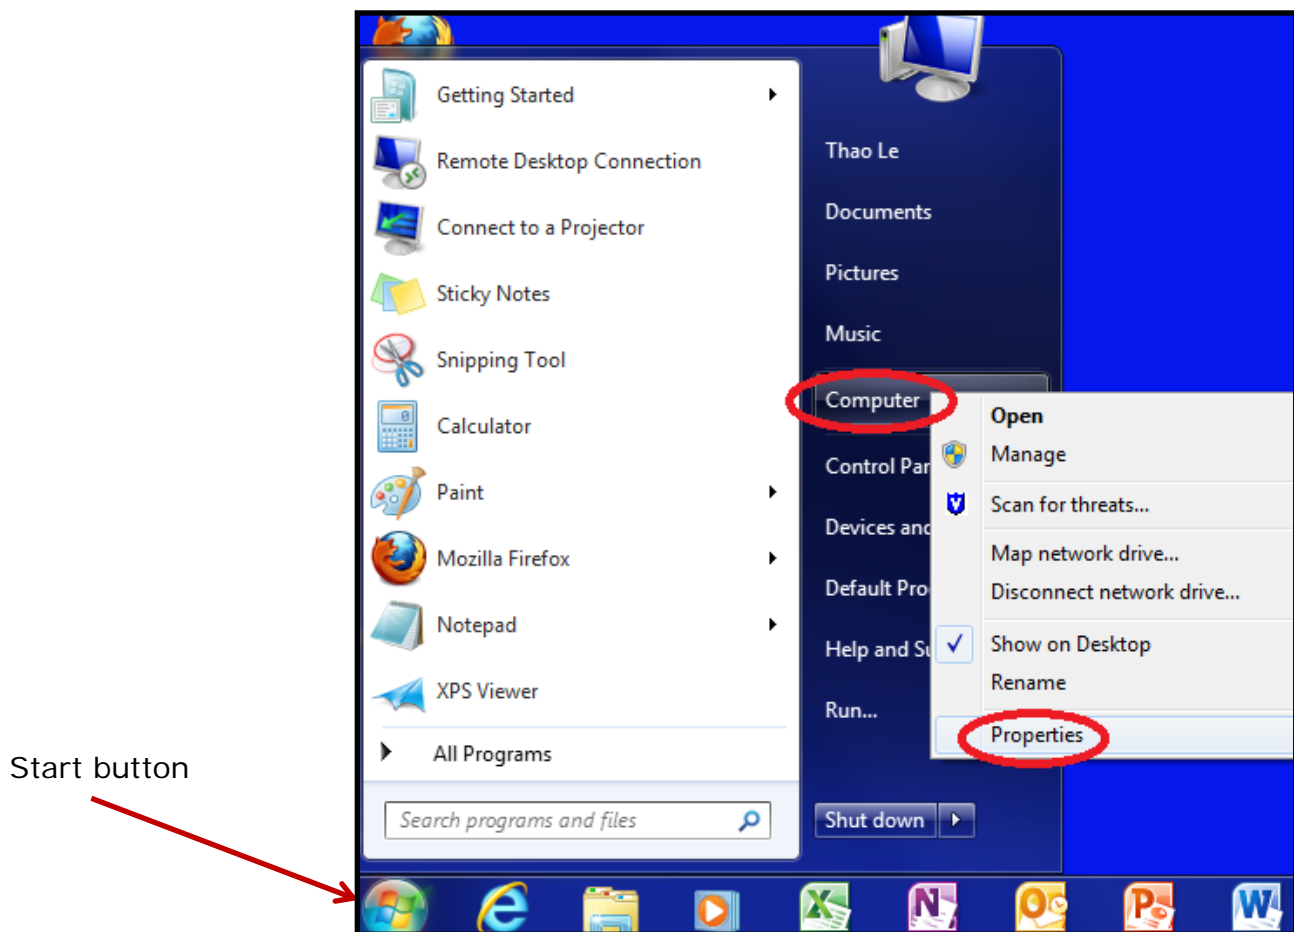 Getting Started
Remote Desktop Connection
Connect to a Projector
Sticky Notes
Snipping Tool
Calculator
Paint
Mozilla Firefox
Notepad
XPS Viewer
All Programs
Search programs and files
Thao Le
Documents
Pictures
Music
Computer
Control Par
Devices and
Default Pro
Help and Su
Run...
Shut down
Open
Manage
Scan for threats...
Map network drive...
Disconnect network drive...
Show on Desktop
Rename
Properties
Start button